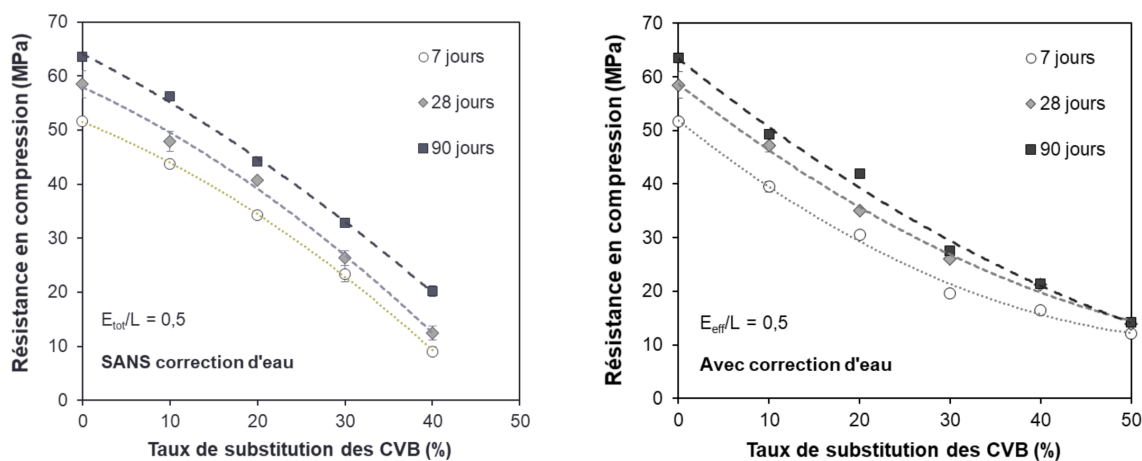 Résistance en compression (MPa)
70
60
50
40
30
20
10
0
7 jours
28 jours
90 jours
E_tot/L = 0,5
SANS correction d'eau
0 10 20 30 40 50
Taux de substitution des CVB (%)
Résistance en compression (MPa)
70
60
50
40
30
20
10
0
7 jours
28 jours
90 jours
E_eff/L = 0,5
Avec correction d'eau
0 10 20 30 40 50
Taux de substitution des CVB (%)